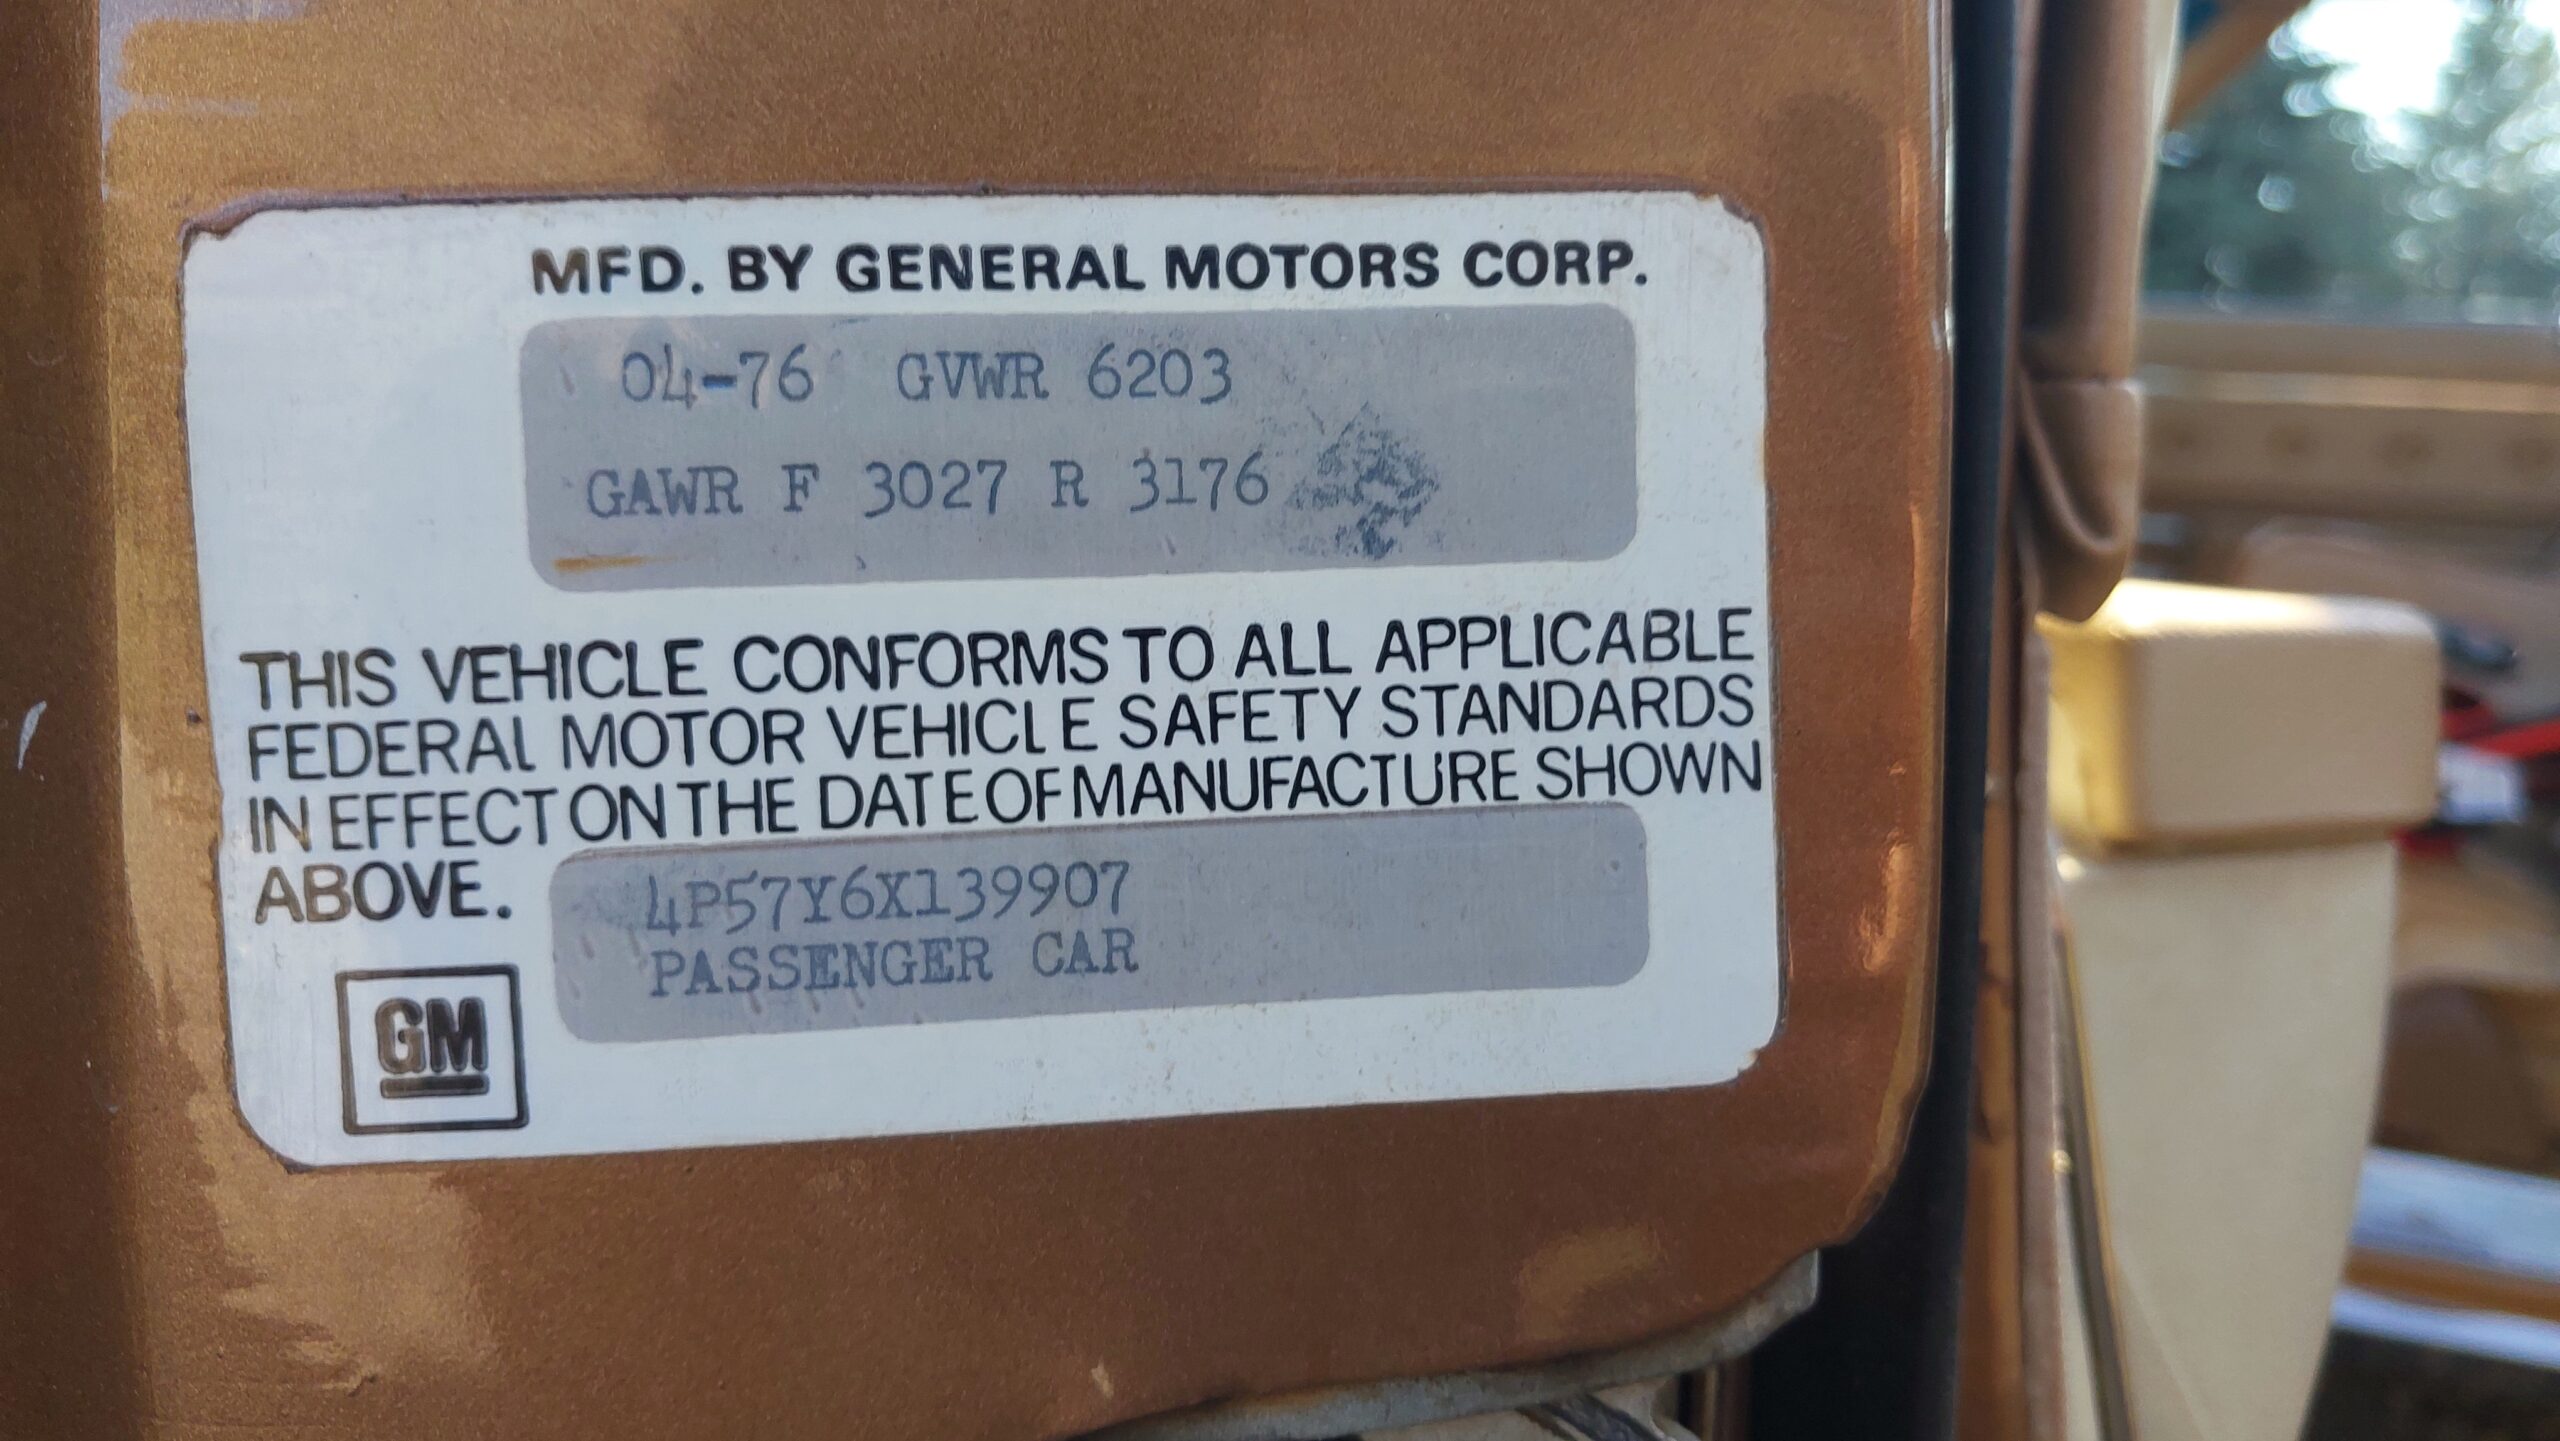 MFD. BY GENERAL MOTORS CORP.
04-76 GVWR 6203
GAWR F 3027 R 3176
THIS VEHICLE CONFORMS TO ALL APPLICABLE
FEDERAL MOTOR VEHICLE SAFETY STANDARDS
IN EFFECT ON THE DATE OF MANUFACTURE SHOWN
ABOVE.
4P57Y6X139907
PASSENGER CAR
GM